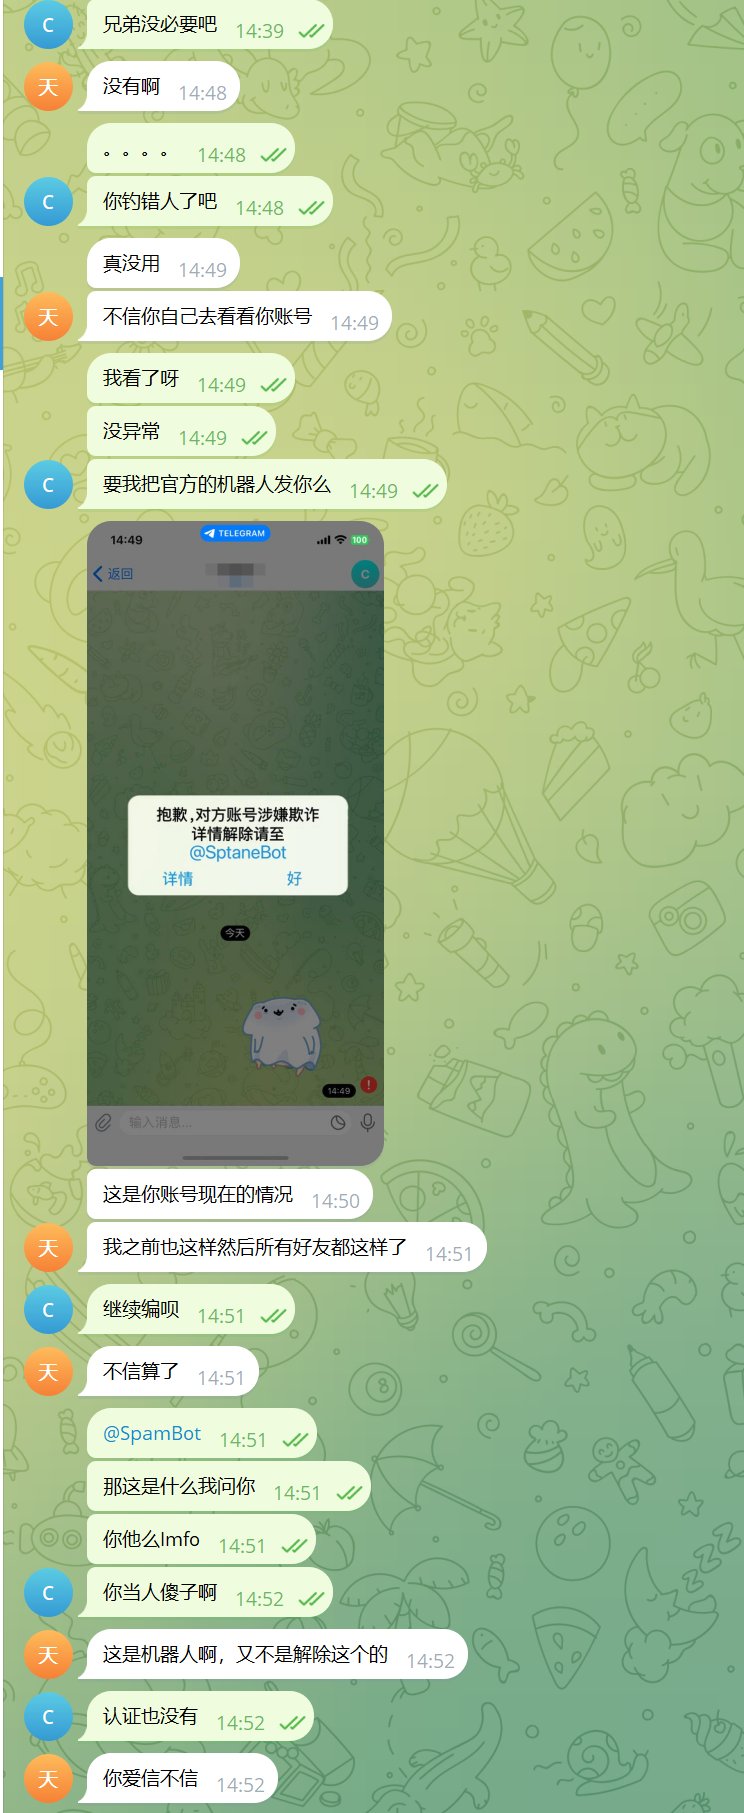 C
兄弟没必要吧 14:39
天
没有啊 14:48
。。。。 14:48
C
你钓错人了吧 14:48
真没用 14:49
天
不信你自己去看看你账号 14:49
我看了呀 14:49
没异常 14:49
C
要我把官方的机器人发你么 14:49
14:49
TELEGRAM
100
返回
C
抱歉,对方账号涉嫌欺诈
详情解除请至
@SptaneBot
详情 好
今天
14:49
!
输入消息...
这是你账号现在的情况 14:50
天
我之前也这样然后所有好友都这样了 14:51
C
继续编呗 14:51
天
不信算了 14:51
@SpamBot 14:51
那这是什么我问你 14:51
你他么lmfo 14:51
C
你当人傻子啊 14:52
天
这是机器人啊，又不是解除这个的 14:52
C
认证也没有 14:52
天
你爱信不信 14:52